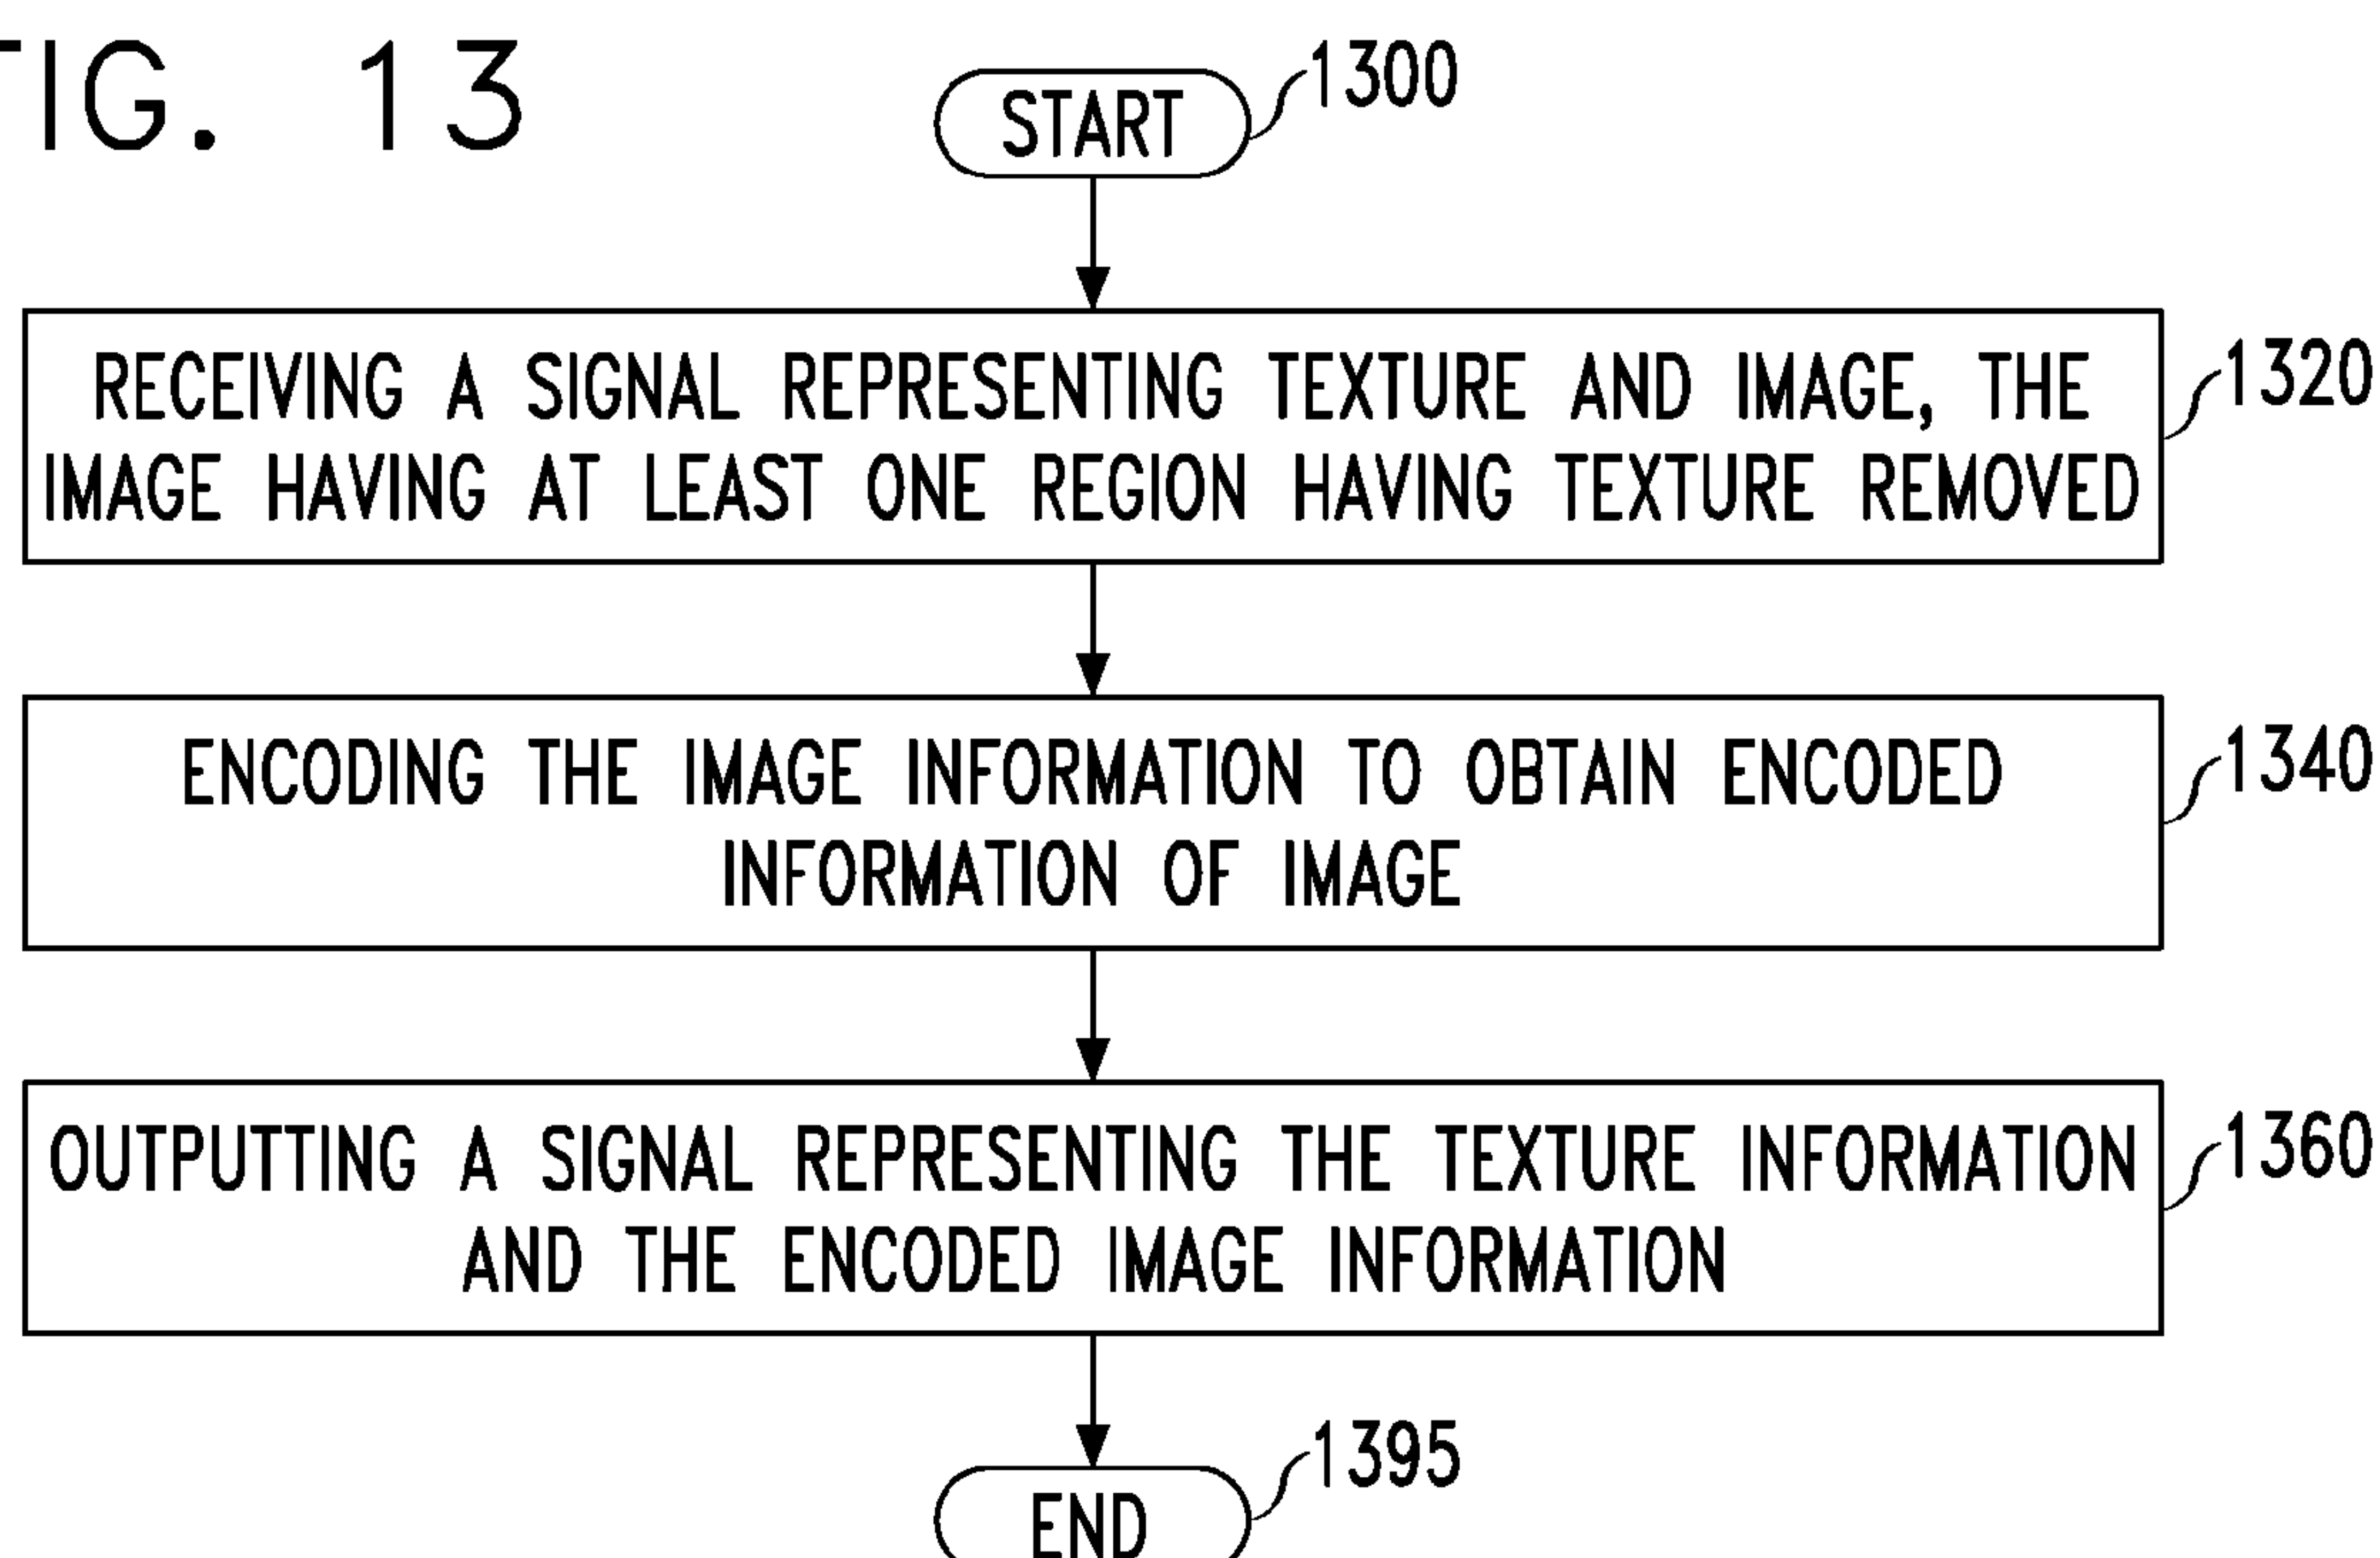 FIG. 13
START
1300
RECEIVING A SIGNAL REPRESENTING TEXTURE AND IMAGE, THE
IMAGE HAVING AT LEAST ONE REGION HAVING TEXTURE REMOVED
1320
ENCODING THE IMAGE INFORMATION TO OBTAIN ENCODED
INFORMATION OF IMAGE
1340
OUTPUTTING A SIGNAL REPRESENTING THE TEXTURE INFORMATION
AND THE ENCODED IMAGE INFORMATION
1360
1395
END